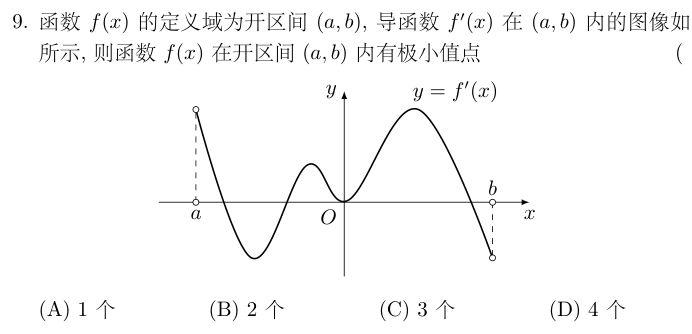 9. 函数 f(x) 的定义域为开区间 (a, b), 导函数 f′(x) 在 (a, b) 内的图像如
所示, 则函数 f(x) 在开区间 (a, b) 内有极小值点 (
y y = f′(x)
b
a O x
(A) 1 个 (B) 2 个 (C) 3 个 (D) 4 个